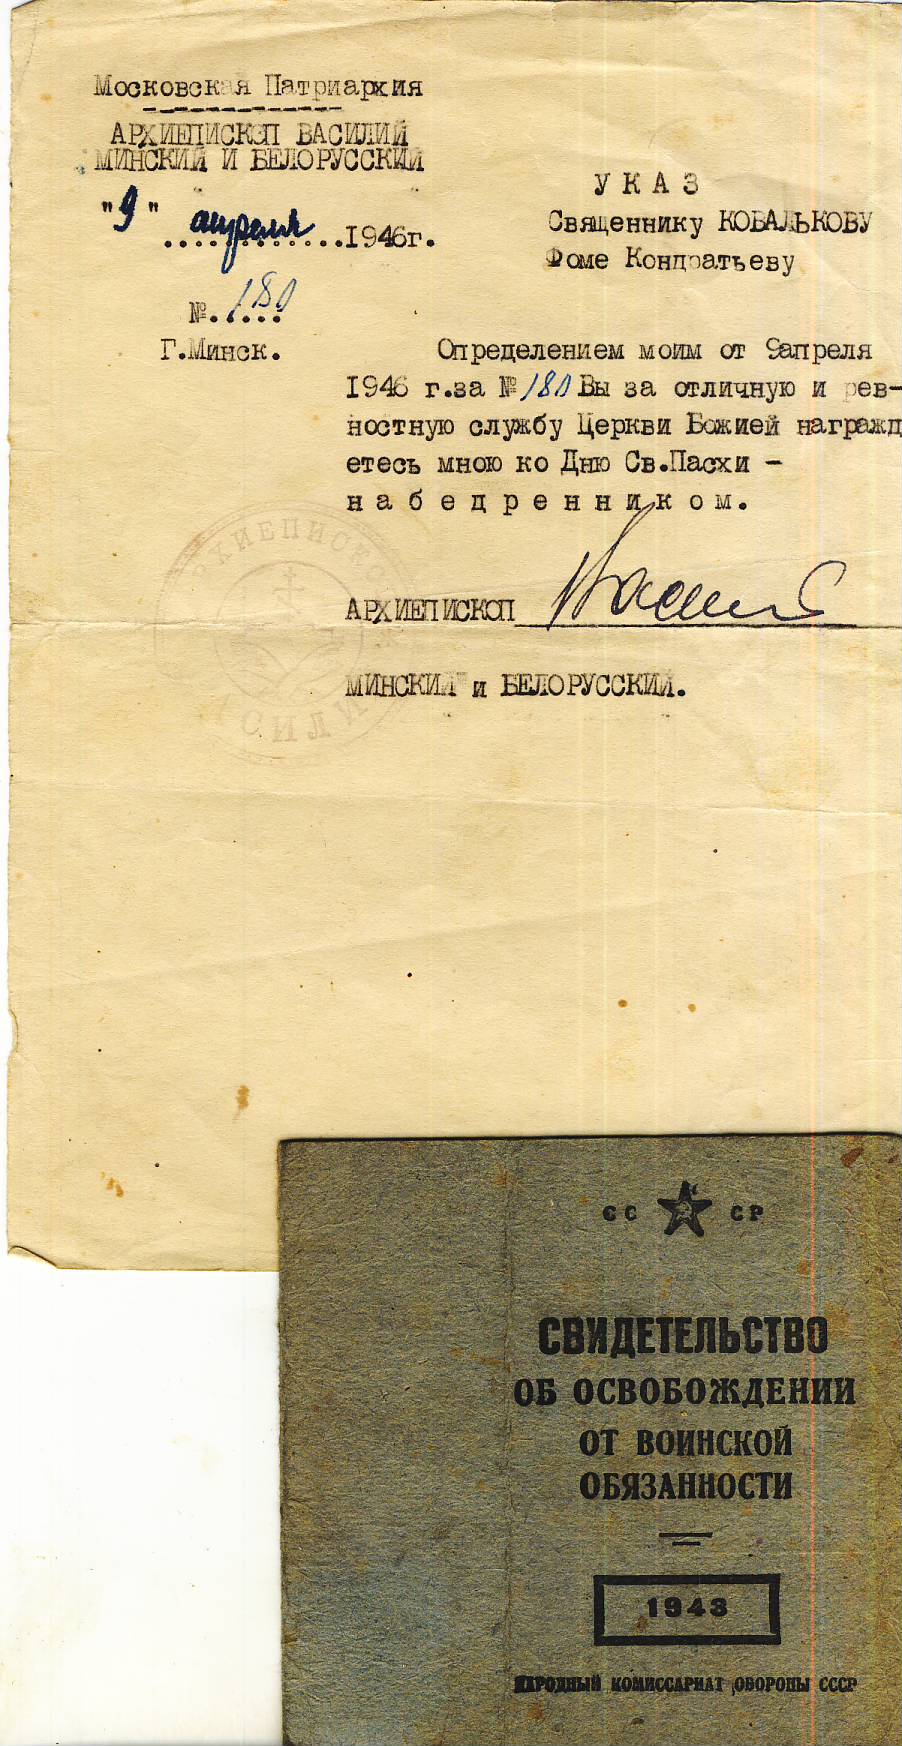 Московская Патриархия
АРХИЕПИСКОП ВАСИЛИЙ
МИНСКИЙ И БЕЛОРУССКИЙ
"9" апреля 1946г.
№. 180
Г.Минск.
У К А З
Священнику КОВАЛЬКОВУ
Фоме Кондратьеву
Определением моим от 9апреля
1946 г.за № 180 Вы за отличную и рев-
ностную службу Церкви Божией награжд
етесь мною ко Дню Св.Пасхи -
н а б е д р е н н и к о м.
АРХИЕПИСКОП Василий
МИНСКИЙ и БЕЛОРУССКИЙ.
СС СР
СВИДЕТЕЛЬСТВО
ОБ ОСВОБОЖДЕНИИ
ОТ ВОИНСКОЙ
ОБЯЗАННОСТИ
1943
НАРОДНЫЙ КОМИССАРИАТ ОБОРОНЫ СССР